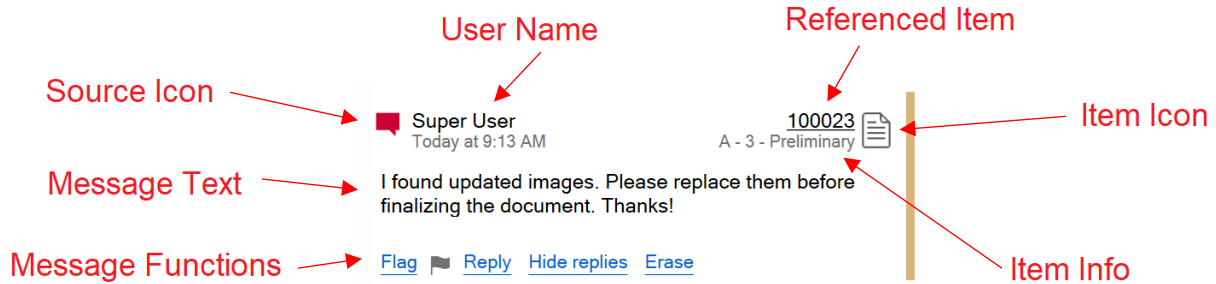 User Name
Referenced Item
Source Icon
Super User
100023
Item Icon
Today at 9:13 AM
A - 3 - Preliminary
Message Text
I found updated images. Please replace them before
finalizing the document. Thanks!
Message Functions
Flag Reply Hide replies Erase
Item Info